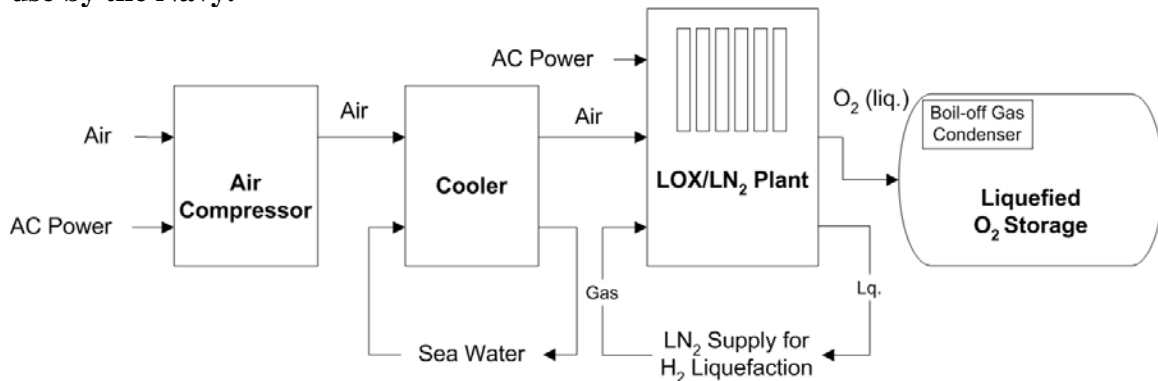 use by the Navy.
AC Power
Air
Air
Air
O₂ (liq.)
Boil-off Gas
Condenser
Air
Compressor
Cooler
LOX/LN₂ Plant
Liquefied
O₂ Storage
AC Power
Gas
Lq.
Sea Water
LN₂ Supply for
H₂ Liquefaction